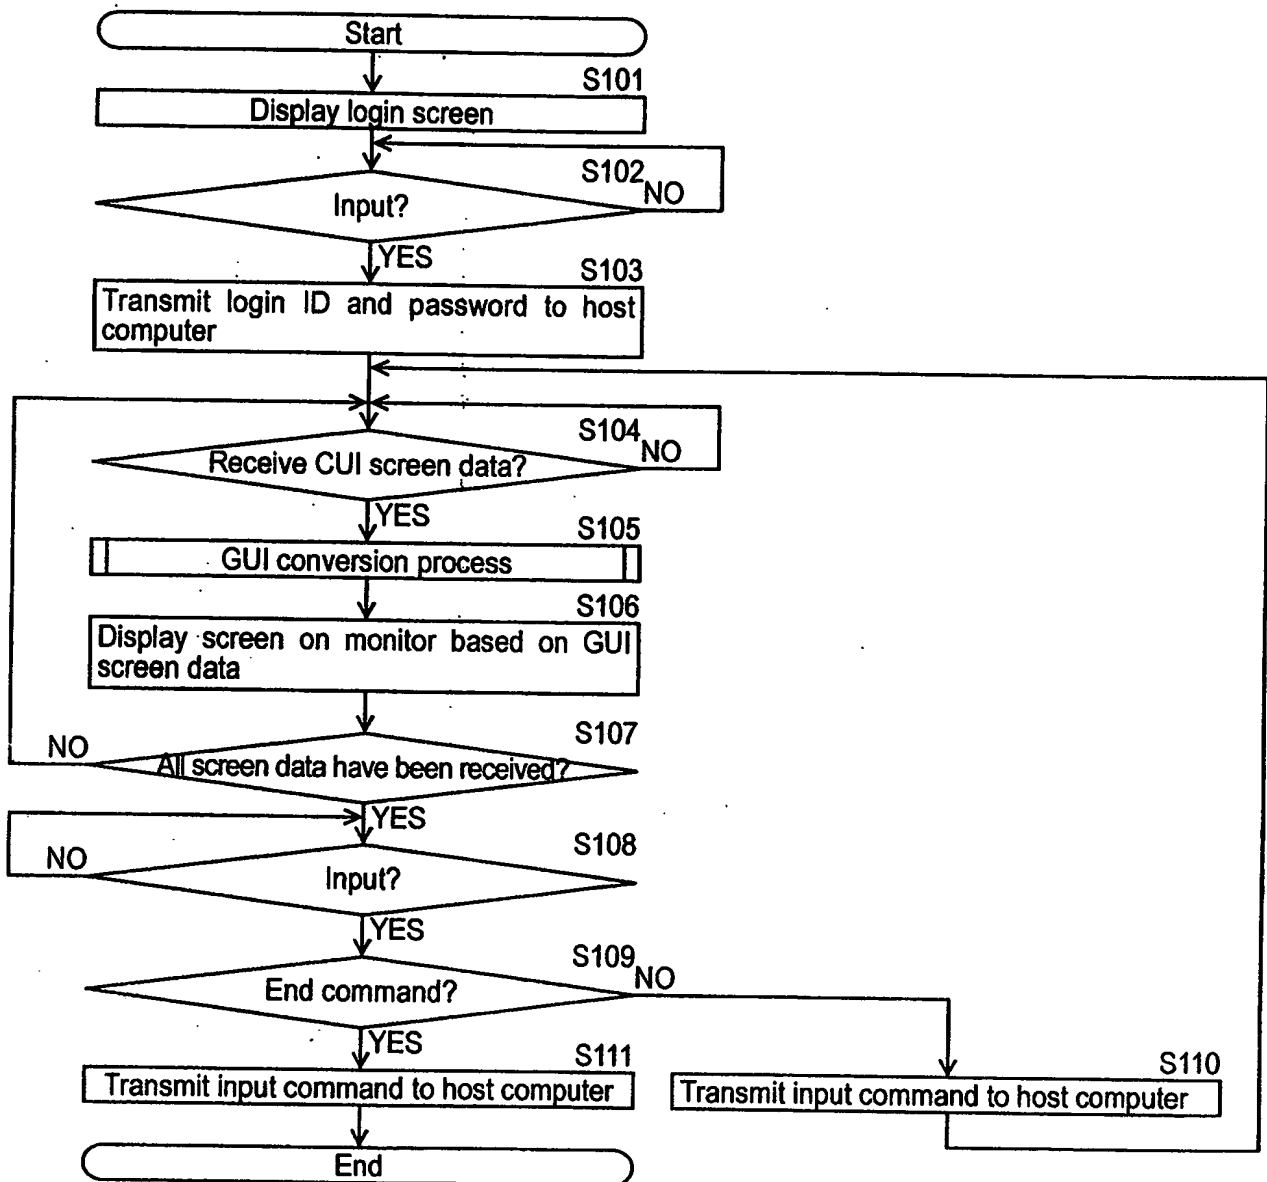 Start
S101
Display login screen
S102
NO
Input?
YES
S103
Transmit login ID and password to host
computer
S104
NO
Receive CUI screen data?
YES
S105
GUI conversion process
S106
Display screen on monitor based on GUI
screen data
S107
NO
All screen data have been received?
YES
S108
NO
Input?
YES
S109
NO
End command?
YES
S111
Transmit input command to host computer
S110
Transmit input command to host computer
End